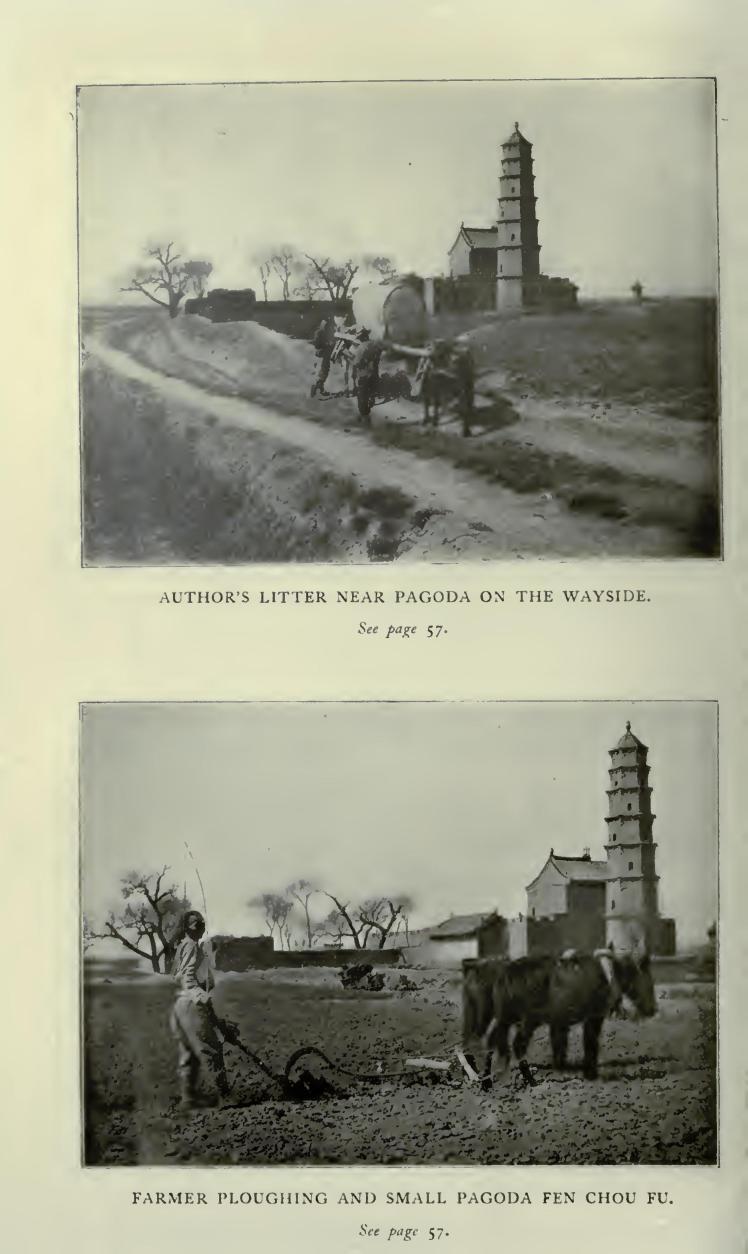 AUTHOR'S LITTER NEAR PAGODA ON THE WAYSIDE.
See page 57.
FARMER PLOUGHING AND SMALL PAGODA FEN CHOU FU.
See page 57.